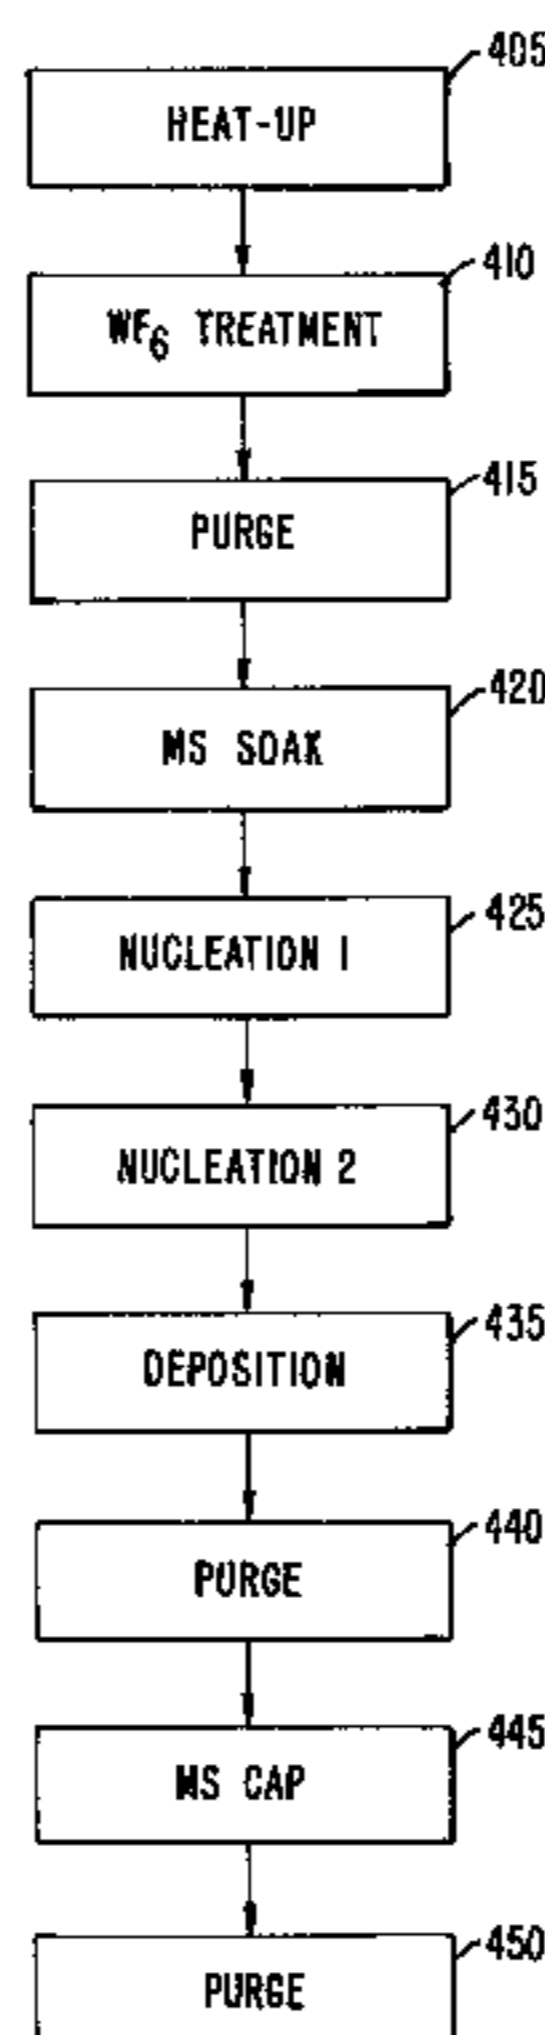 405
HEAT-UP
410
WF6 TREATMENT
415
PURGE
420
MS SOAK
425
NUCLEATION 1
430
NUCLEATION 2
435
DEPOSITION
440
PURGE
445
MS CAP
450
PURGE